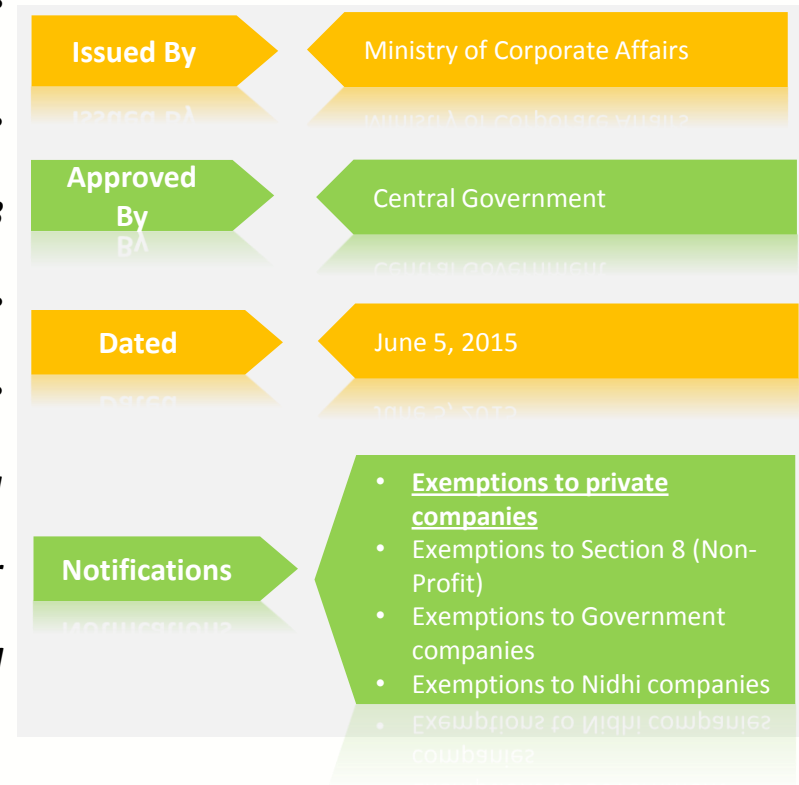 Issued By
Ministry of Corporate Affairs
Approved
By
Central Government
Dated
June 5, 2015
Notifications
• Exemptions to private
companies
• Exemptions to Section 8 (Non-
Profit)
• Exemptions to Government
companies
• Exemptions to Nidhi companies